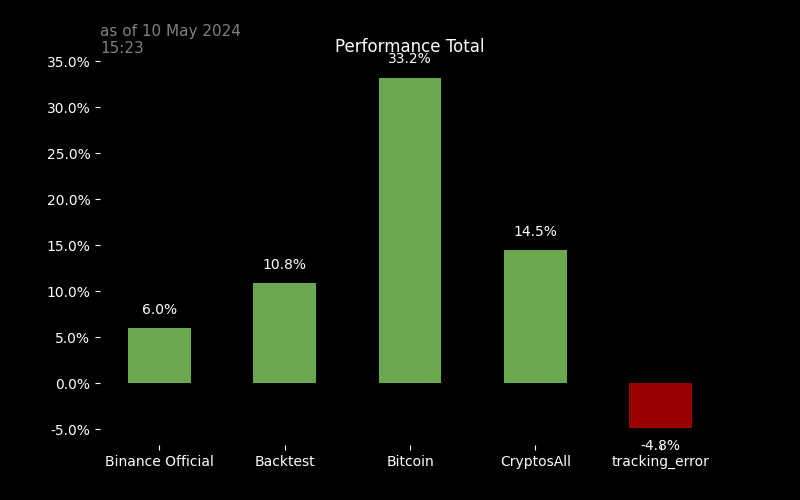 as of 10 May 2024
15:23
Performance Total
35.0%
30.0%
25.0%
20.0%
15.0%
10.0%
5.0%
0.0%
-5.0%
6.0%
10.8%
33.2%
14.5%
-4.8%
Binance Official
Backtest
Bitcoin
CryptosAll
tracking_error